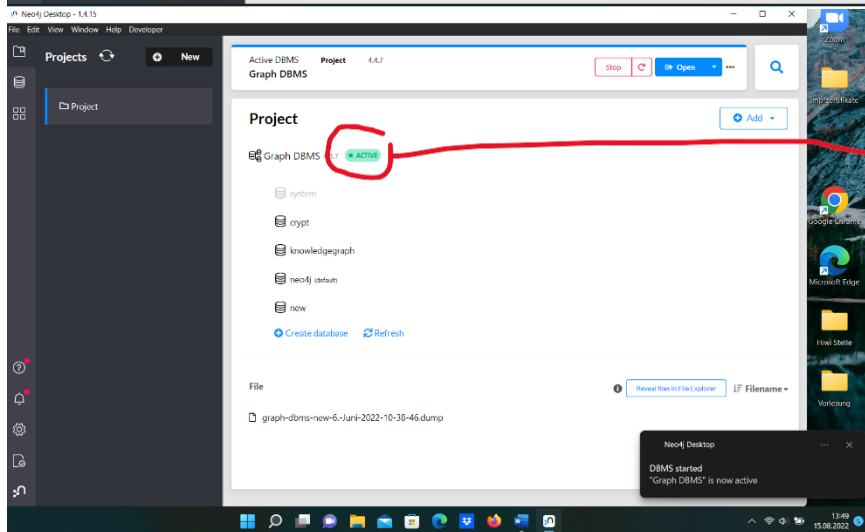 Neo4j Desktop - 1.4.15
File Edit View Window Help Developer
Projects
New
Project
Active DBMS Project 4.4.7
Graph DBMS
Stop
Open
Project
Add
Graph DBMS
ACTIVE
system
crypt
knowledgegraph
neo4j (default)
new
Create database Refresh
File
Reveal files in File Explorer
Filename
graph-dbms-new-6.-Juni-2022-10-38-46.dump
Neo4j Desktop
DBMS started
"Graph DBMS" is now active
Zoom
Impfzertifikate
Google Chrome
Microsoft Edge
Hiwi Stelle
Vorlesung
13:49
15.08.2022